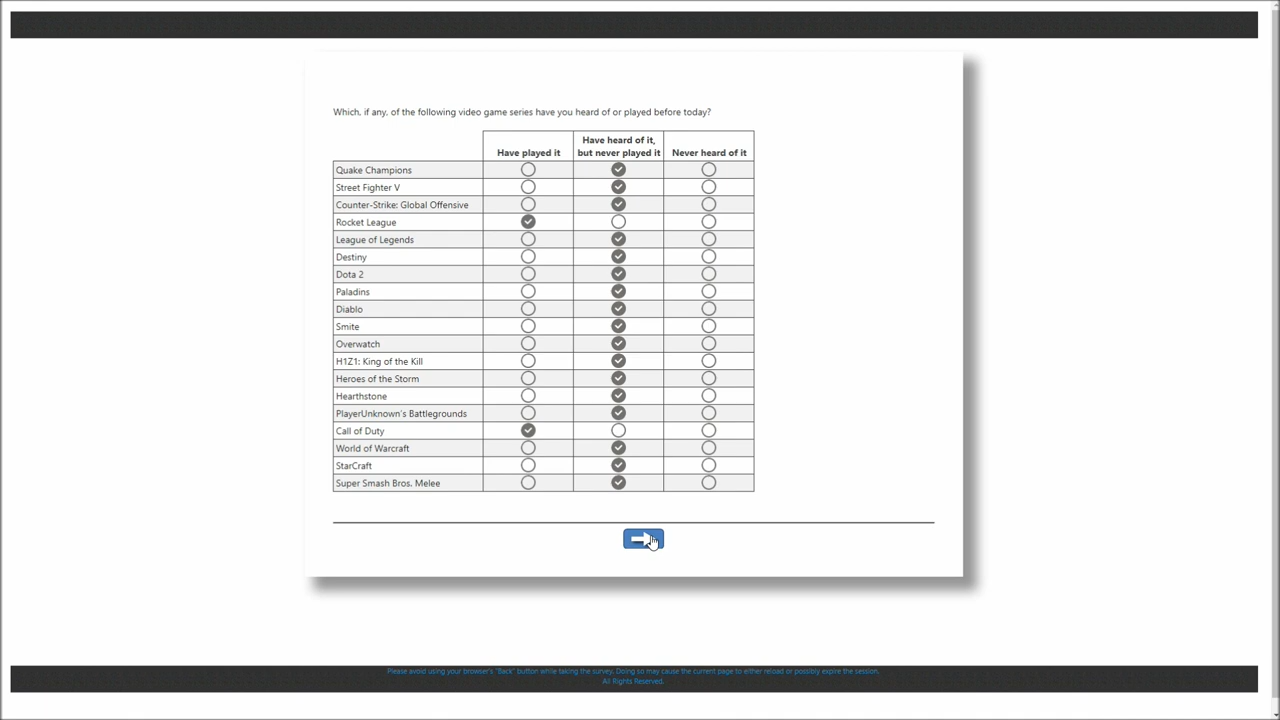 Which, if any, of the following video game series have you heard of or played before today?
Have played it
Have heard of it,
but never played it
Never heard of it
Quake Champions
Street Fighter V
Counter-Strike: Global Offensive
Rocket League
League of Legends
Destiny
Dota 2
Paladins
Diablo
Smite
Overwatch
H1Z1: King of the Kill
Heroes of the Storm
Hearthstone
PlayerUnknown's Battlegrounds
Call of Duty
World of Warcraft
StarCraft
Super Smash Bros. Melee
Please avoid using your browser's "Back" button while taking the survey. Doing so may cause the current page to either reload or possibly expire the session.
All Rights Reserved.